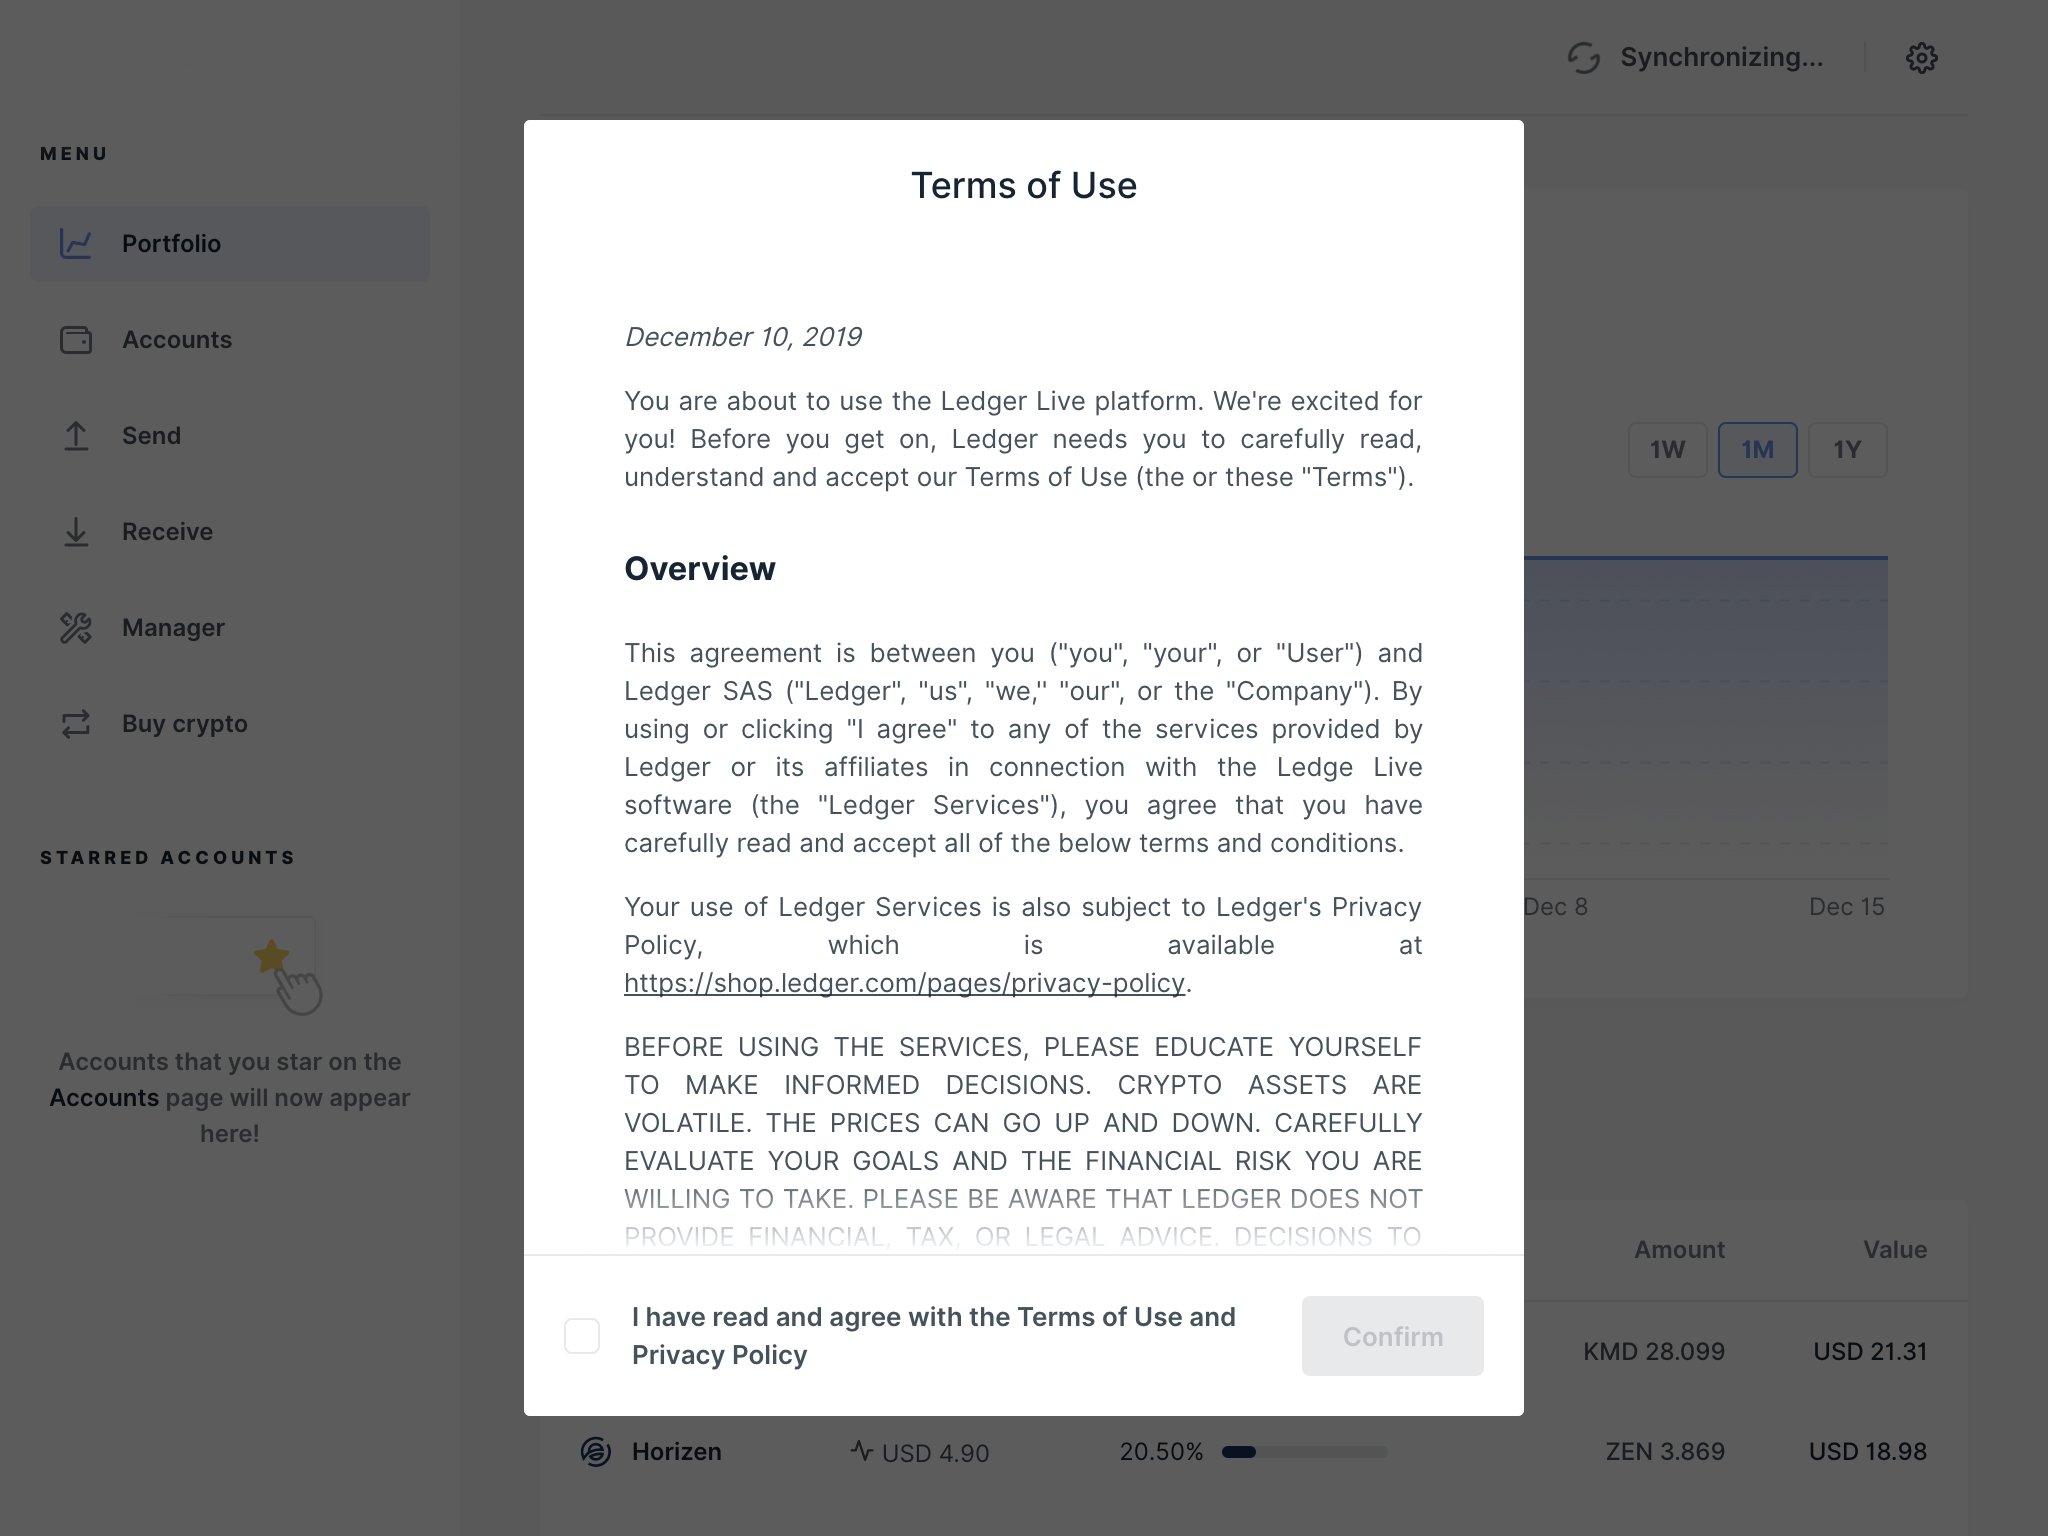 Synchronizing...
MENU
Portfolio
Accounts
Send
Receive
Manager
Buy crypto
STARRED ACCOUNTS
Accounts that you star on the
Accounts page will now appear
here!
Terms of Use
December 10, 2019
You are about to use the Ledger Live platform. We're excited for
you! Before you get on, Ledger needs you to carefully read,
understand and accept our Terms of Use (the or these "Terms").
Overview
This agreement is between you ("you", "your", or "User") and
Ledger SAS ("Ledger", "us", "we,'' "our", or the "Company"). By
using or clicking "I agree" to any of the services provided by
Ledger or its affiliates in connection with the Ledge Live
software (the "Ledger Services"), you agree that you have
carefully read and accept all of the below terms and conditions.
Your use of Ledger Services is also subject to Ledger's Privacy
Policy, which is available at
https://shop.ledger.com/pages/privacy-policy.
BEFORE USING THE SERVICES, PLEASE EDUCATE YOURSELF
TO MAKE INFORMED DECISIONS. CRYPTO ASSETS ARE
VOLATILE. THE PRICES CAN GO UP AND DOWN. CAREFULLY
EVALUATE YOUR GOALS AND THE FINANCIAL RISK YOU ARE
WILLING TO TAKE. PLEASE BE AWARE THAT LEDGER DOES NOT
PROVIDE FINANCIAL, TAX, OR LEGAL ADVICE. DECISIONS TO
I have read and agree with the Terms of Use and
Privacy Policy
Confirm
1W 1M 1Y
Dec 8 Dec 15
Amount Value
KMD 28.099 USD 21.31
Horizen USD 4.90 20.50% ZEN 3.869 USD 18.98